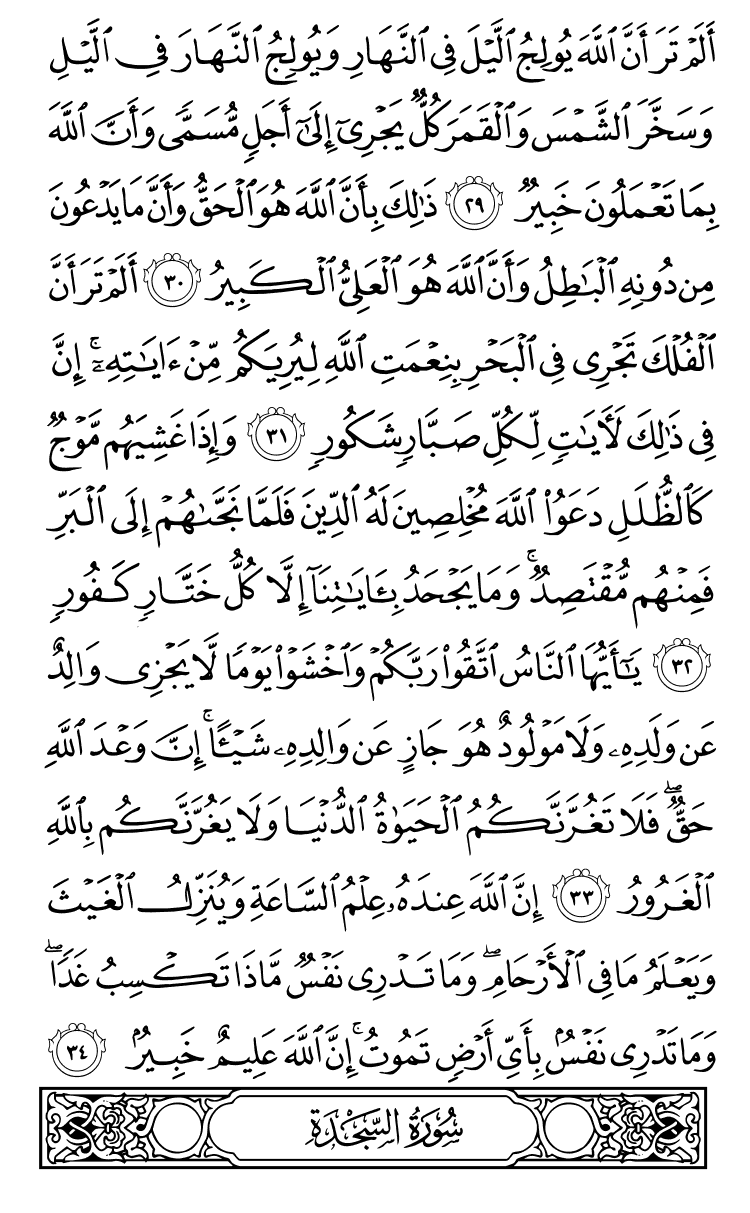 أَلَمْ تَرَ أَنَّ ٱللَّهَ يُولِجُ ٱلَّيْلَ فِى ٱلنَّهَارِ وَيُولِجُ ٱلنَّهَارَ فِى ٱلَّيْلِ
وَسَخَّرَ ٱلشَّمْسَ وَٱلْقَمَرَ كُلٌّ يَجْرِىٓ إِلَىٰٓ أَجَلٍ مُّسَمًّى وَأَنَّ ٱللَّهَ
بِمَا تَعْمَلُونَ خَبِيرٌ ٢٩ ذَٰلِكَ بِأَنَّ ٱللَّهَ هُوَ ٱلْحَقُّ وَأَنَّ مَا يَدْعُونَ
مِن دُونِهِ ٱلْبَٰطِلُ وَأَنَّ ٱللَّهَ هُوَ ٱلْعَلِىُّ ٱلْكَبِيرُ ٣٠ أَلَمْ تَرَ أَنَّ
ٱلْفُلْكَ تَجْرِى فِى ٱلْبَحْرِ بِنِعْمَتِ ٱللَّهِ لِيُرِيَكُم مِّنْ ءَايَٰتِهِۦٓ ۚ إِنَّ
فِى ذَٰلِكَ لَـَٔايَٰتٍ لِّكُلِّ صَبَّارٍ شَكُورٍ ٣١ وَإِذَا غَشِيَهُم مَّوْجٌ
كَٱلظُّلَلِ دَعَوُا۟ ٱللَّهَ مُخْلِصِينَ لَهُ ٱلدِّينَ فَلَمَّا نَجَّىٰهُمْ إِلَى ٱلْبَرِّ
فَمِنْهُم مُّقْتَصِدٌ ۚ وَمَا يَجْحَدُ بِـَٔايَٰتِنَآ إِلَّا كُلُّ خَتَّارٍ كَفُورٍ
٣٢ يَٰٓأَيُّهَا ٱلنَّاسُ ٱتَّقُوا۟ رَبَّكُمْ وَٱخْشَوْا۟ يَوْمًا لَّا يَجْزِى وَالِدٌ
عَن وَلَدِهِۦ وَلَا مَوْلُودٌ هُوَ جَازٍ عَن وَالِدِهِۦ شَيْـًٔا ۚ إِنَّ وَعْدَ ٱللَّهِ
حَقٌّ ۖ فَلَا تَغُرَّنَّكُمُ ٱلْحَيَوٰةُ ٱلدُّنْيَا وَلَا يَغُرَّنَّكُم بِٱللَّهِ
ٱلْغَرُورُ ٣٣ إِنَّ ٱللَّهَ عِندَهُۥ عِلْمُ ٱلسَّاعَةِ وَيُنَزِّلُ ٱلْغَيْثَ
وَيَعْلَمُ مَا فِى ٱلْأَرْحَامِ ۖ وَمَا تَدْرِى نَفْسٌ مَّاذَا تَكْسِبُ غَدًا ۖ
وَمَا تَدْرِى نَفْسٌۢ بِأَىِّ أَرْضٍ تَمُوتُ ۚ إِنَّ ٱللَّهَ عَلِيمٌ خَبِيرٌۢ ٣٤
سُورَةُ السَّجْدَةِ